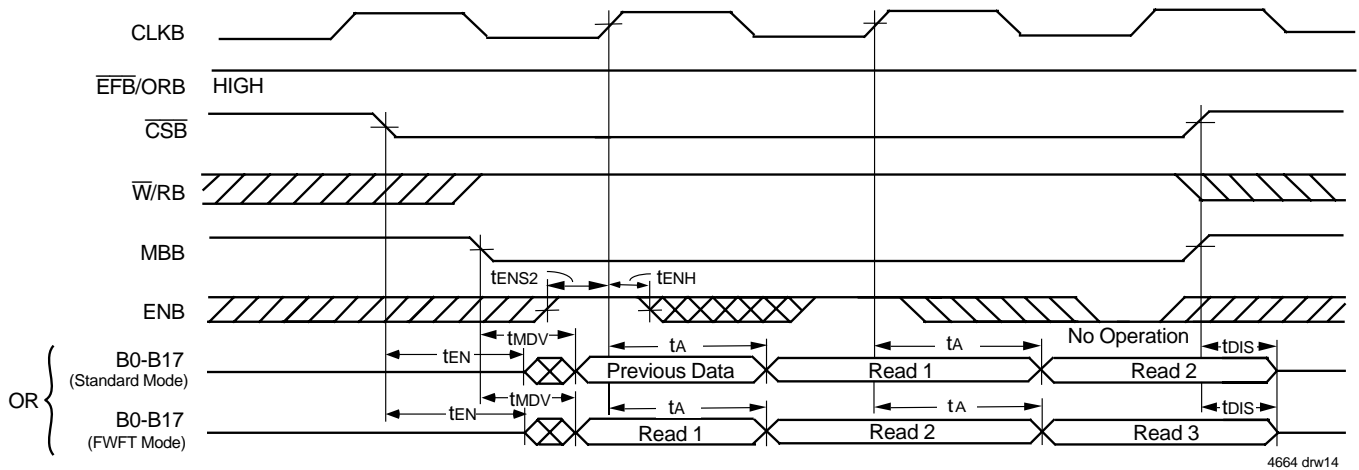 CLKB
EFB/ORB HIGH
CSB
W/RB
MBB
tENS2 tENH
ENB
tMDV No Operation
tEN tA tA tDIS
B0-B17
(Standard Mode)
Previous Data Read 1 Read 2
OR
tMDV
tEN tA tA tDIS
B0-B17
(FWFT Mode)
Read 1 Read 2 Read 3
4664 drw14